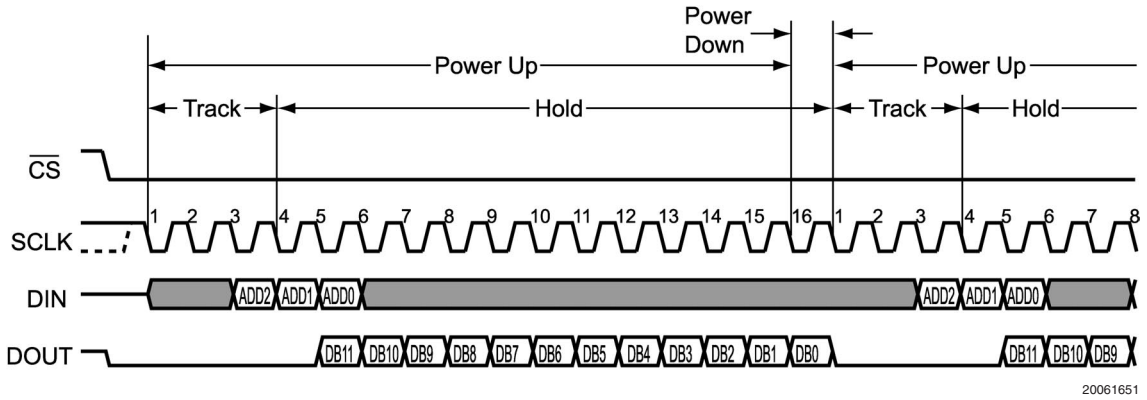 Power Down
Power Up
Power Up
Track
Hold
Track
Hold
CS
SCLK
1 2 3 4 5 6 7 8 9 10 11 12 13 14 15 16 1 2 3 4 5 6 7 8
DIN
ADD2 ADD1 ADD0 ADD2 ADD1 ADD0
DOUT
DB11 DB10 DB9 DB8 DB7 DB6 DB5 DB4 DB3 DB2 DB1 DB0 DB11 DB10 DB9
20061651